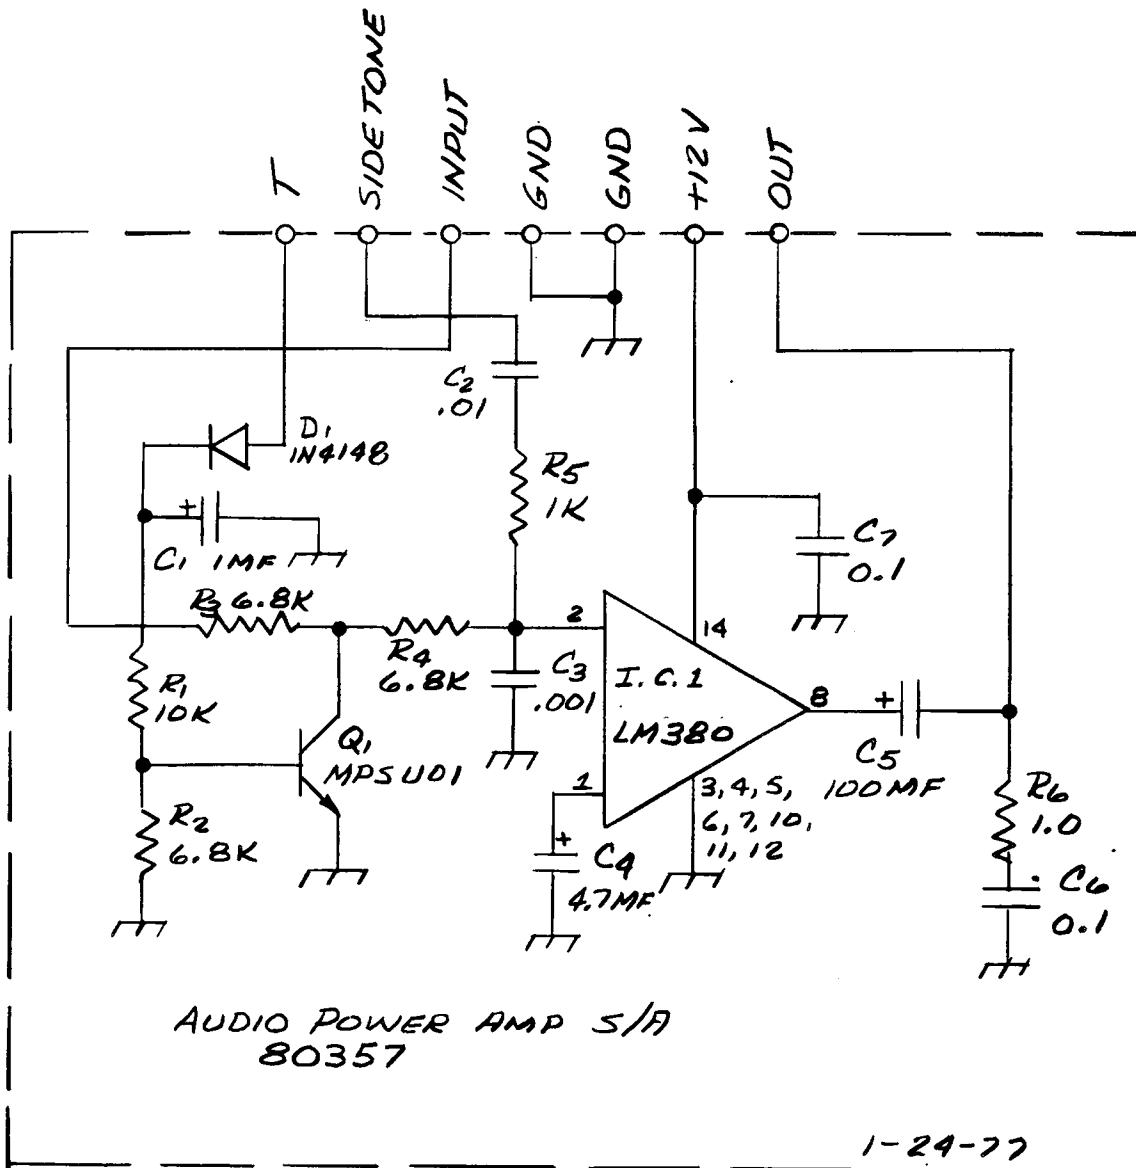 T
SIDETONE
INPUT
GND
GND
+12V
OUT
C2
.01
D1
1N4148
R5
1K
+
C1 1MF
C7
0.1
R3 6.8K
R4
6.8K
2
14
C3
.001
I.C.1
LM380
R1
10K
8
+
C5
100MF
Q1
MPSU01
1
3, 4, 5,
6, 7, 10,
11, 12
R6
1.0
R2
6.8K
+
C4
4.7MF
C6
0.1
AUDIO POWER AMP S/A
80357
1-24-77